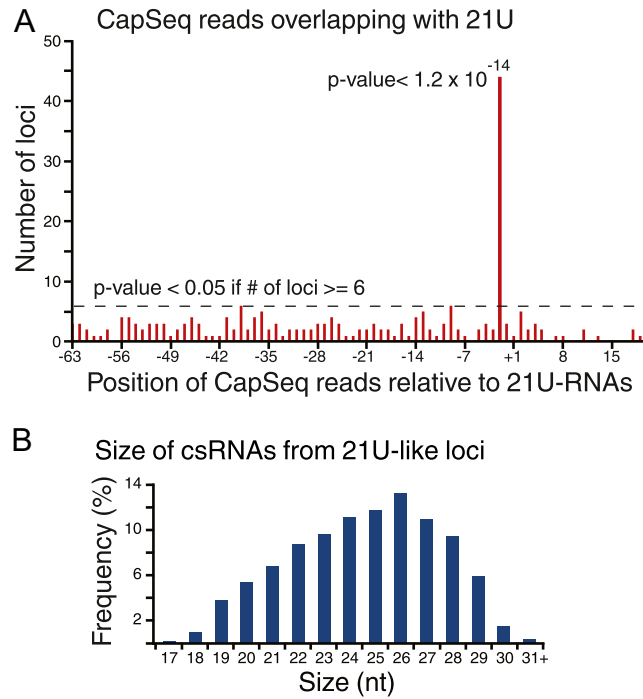 A
CapSeq reads overlapping with 21U
50
40
30
20
10
0
Number of loci
p-value< 1.2 x 10-14
p-value < 0.05 if # of loci >= 6
-63 -56 -49 -42 -35 -28 -21 -14 -7 +1 8 15
Position of CapSeq reads relative to 21U-RNAs
B
Size of csRNAs from 21U-like loci
14
10
6
2
Frequency (%)
17 18 19 20 21 22 23 24 25 26 27 28 29 30 31+
Size (nt)